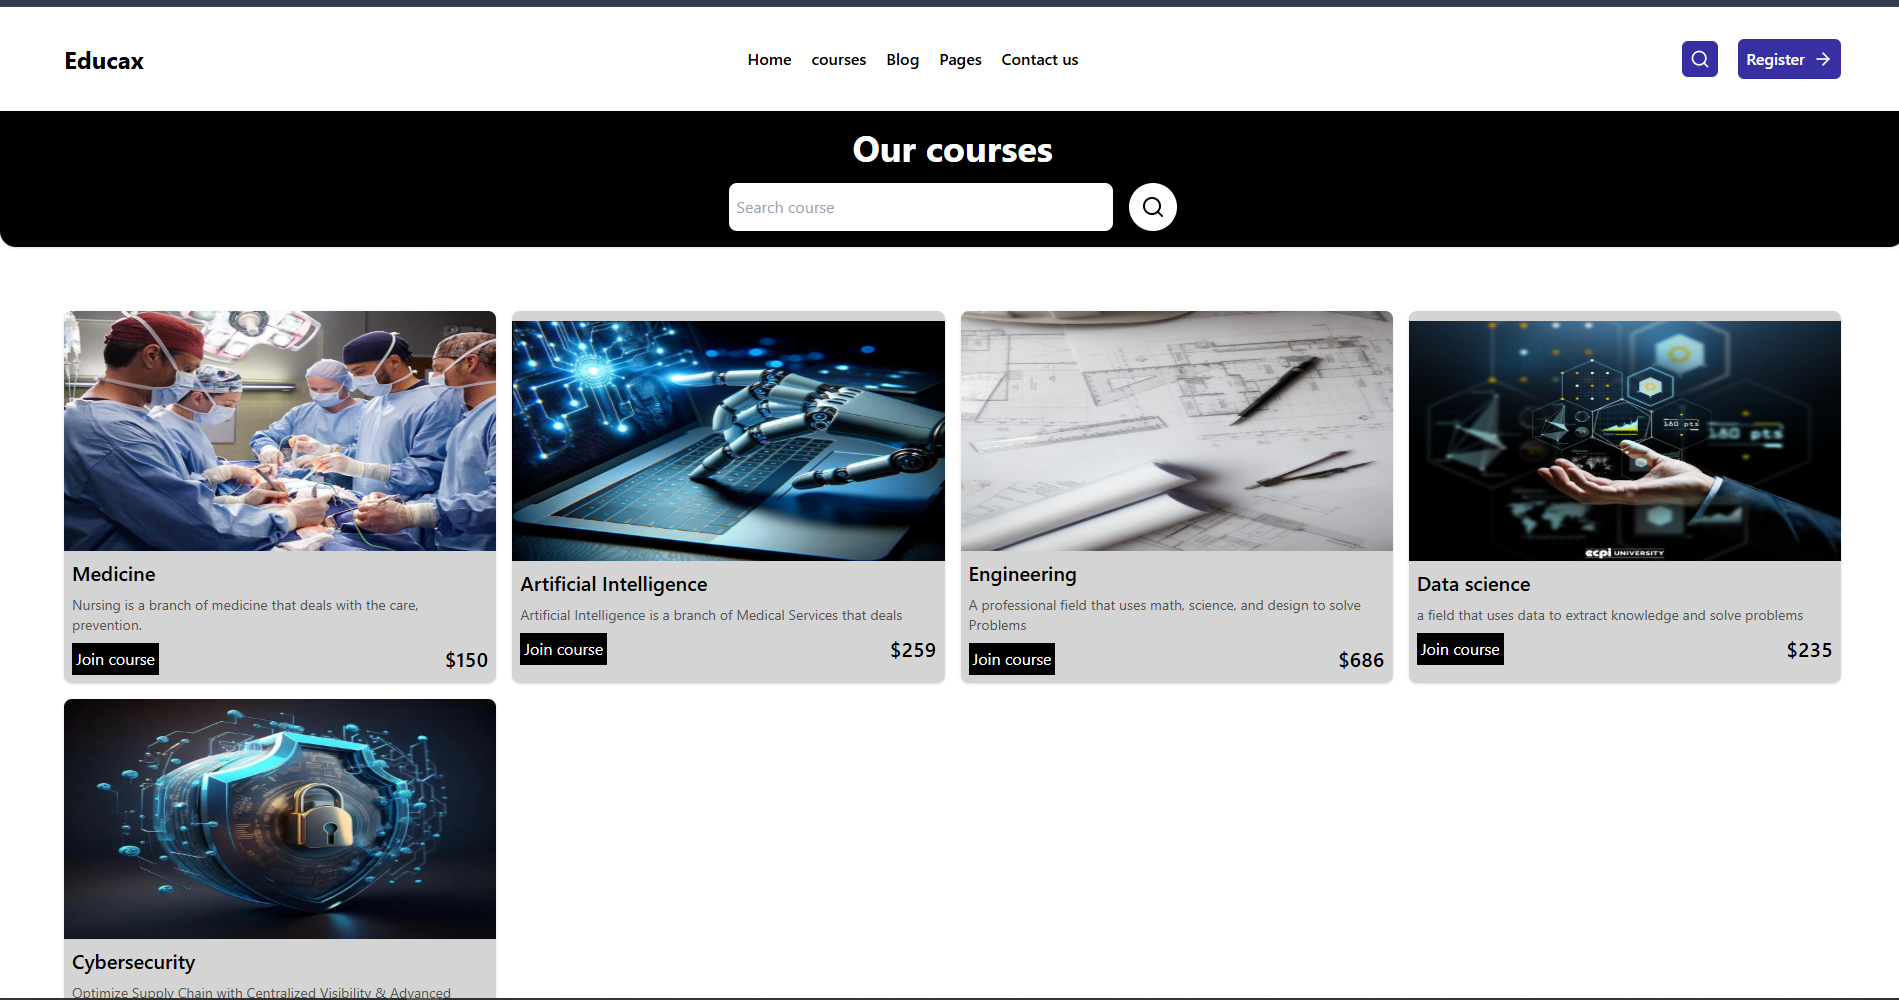 Educax
Home courses Blog Pages Contact us
Register
Our courses
Search course
180 pts
180 pts
ecpi UNIVERSITY
Medicine
Nursing is a branch of medicine that deals with the care,
prevention.
Join course
$150
Artificial Intelligence
Artificial Intelligence is a branch of Medical Services that deals
Join course
$259
Engineering
A professional field that uses math, science, and design to solve
Problems
Join course
$686
Data science
a field that uses data to extract knowledge and solve problems
Join course
$235
Cybersecurity
Optimize Supply Chain with Centralized Visibility & Advanced